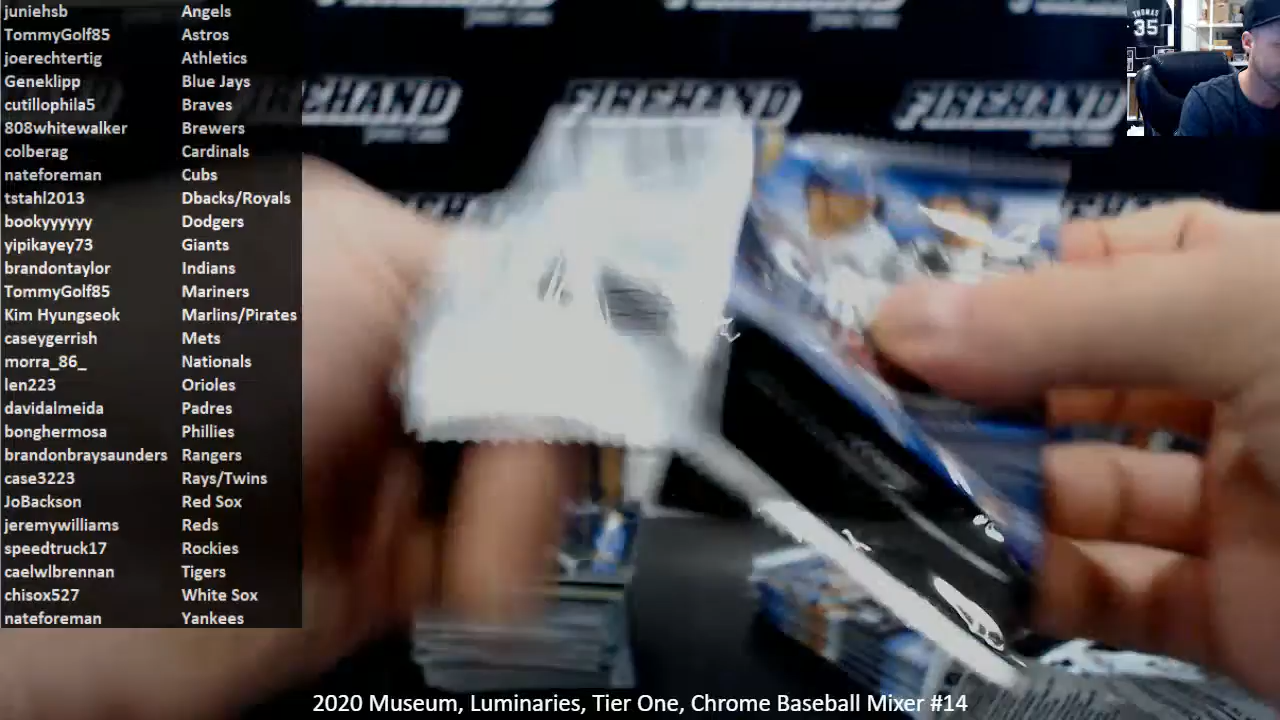 juniehsb Angels
TommyGolf85 Astros
joerechtertig Athletics
Geneklipp Blue Jays
cutillophila5 Braves
808whitewalker Brewers
colberag Cardinals
nateforeman Cubs
tstahl2013 Dbacks/Royals
bookyyyyyy Dodgers
yipikayey73 Giants
brandontaylor Indians
TommyGolf85 Mariners
Kim Hyungseok Marlins/Pirates
caseygerrish Mets
morra_86_ Nationals
len223 Orioles
davidalmeida Padres
bonghermosa Phillies
brandonbraysaunders Rangers
case3223 Rays/Twins
JoBackson Red Sox
jeremywilliams Reds
speedtruck17 Rockies
caelwlbrennan Tigers
chisox527 White Sox
nateforeman Yankees
FIREHAND
FIREHAND
FIREHAND
THOMAS
35
2020 Museum, Luminaries, Tier One, Chrome Baseball Mixer #14